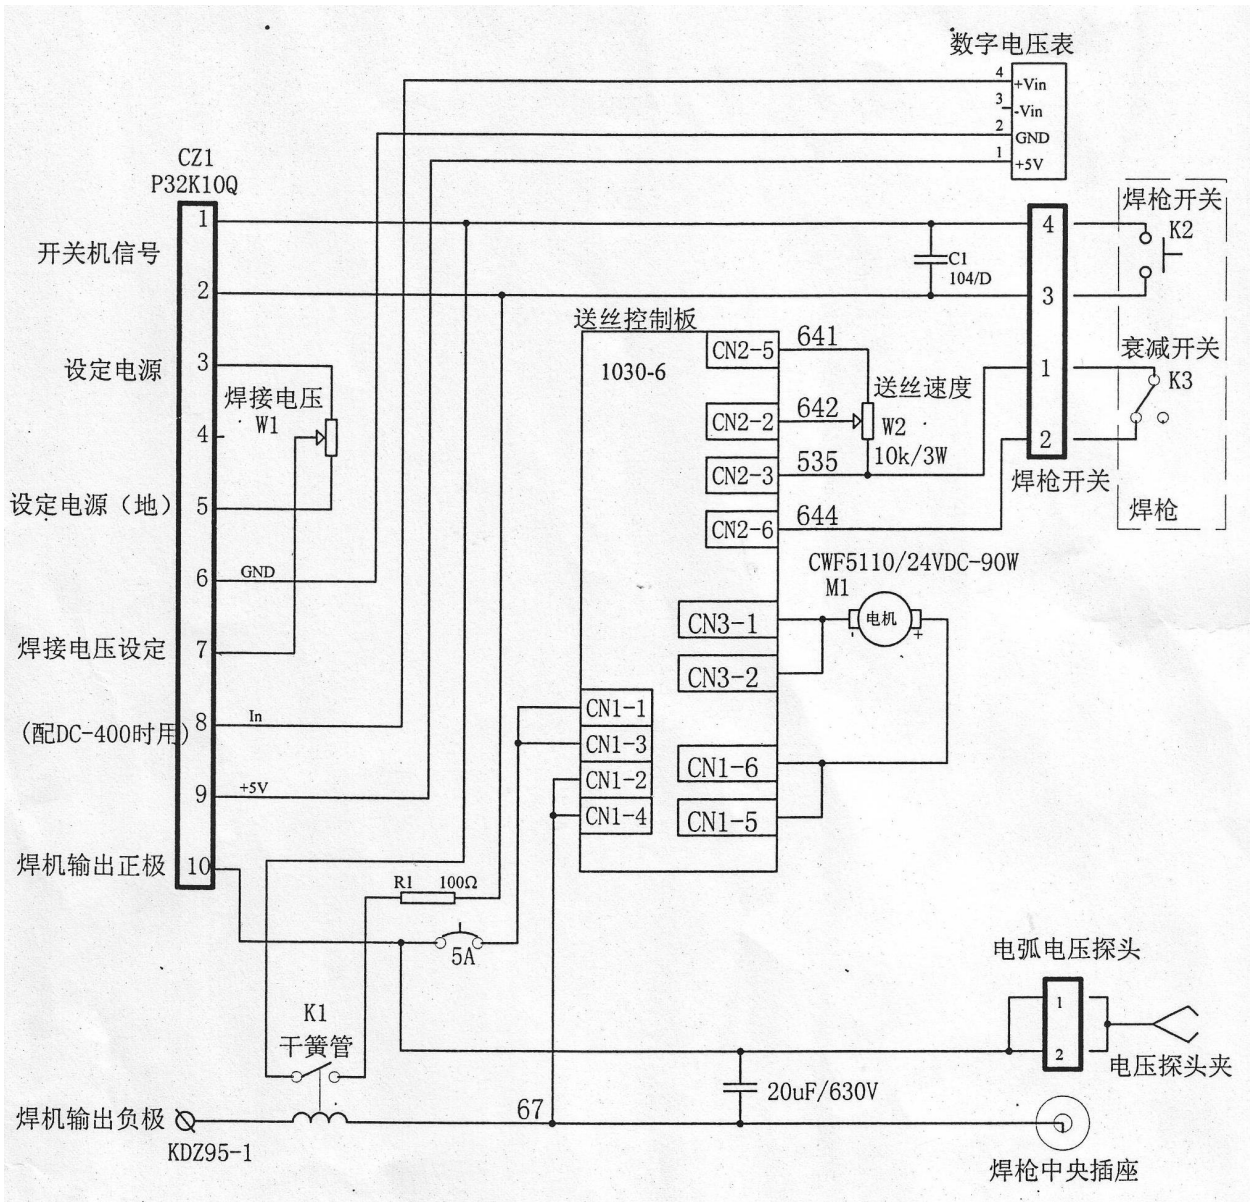 数字电压表
4
+Vin
3
-Vin
2
GND
1
+5V
CZ1
P32K10Q
1
开关机信号
2
设定电源
3
焊接电压
W1
4
设定电源（地）
5
6
GND
焊接电压设定
7
(配DC-400时用)
8
In
9
+5V
焊机输出正极
10
C1
104/D
4
3
1
2
焊枪开关
焊枪开关
K2
衰减开关
K3
焊枪
送丝控制板
1030-6
CN2-5
641
CN2-2
642
送丝速度
W2
10k/3W
CN2-3
535
CN2-6
644
CWF5110/24VDC-90W
M1
电机
-
+
CN3-1
CN3-2
CN1-1
CN1-3
CN1-2
CN1-4
CN1-6
CN1-5
R1
100Ω
5A
K1
干簧管
电弧电压探头
1
2
电压探头夹
20uF/630V
焊机输出负极
KDZ95-1
67
焊枪中央插座